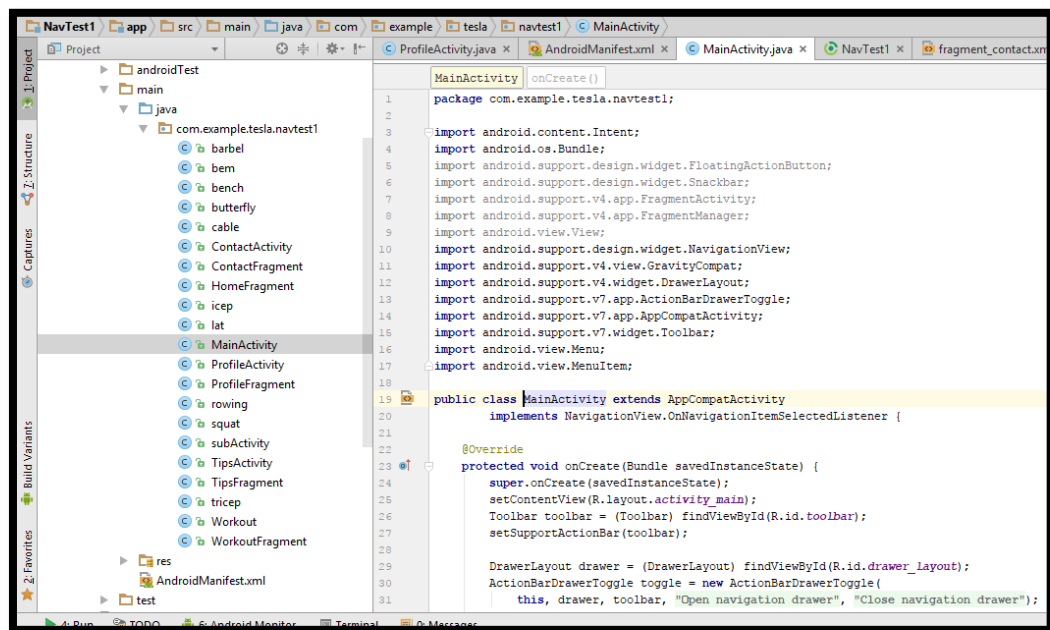 NavTest1 app src main java com example tesla navtest1 MainActivity
Project
ProfileActivity.java × AndroidManifest.xml × MainActivity.java × NavTest1 × fragment_contact.xm
1: Project
7: Structure
Captures
Build Variants
2: Favorites
androidTest
main
java
com.example.tesla.navtest1
barbel
bem
bench
butterfly
cable
ContactActivity
ContactFragment
HomeFragment
icep
lat
MainActivity
ProfileActivity
ProfileFragment
rowing
squat
subActivity
TipsActivity
TipsFragment
tricep
Workout
WorkoutFragment
res
AndroidManifest.xml
test
MainActivity onCreate()
1 package com.example.tesla.navtest1;
2
3 import android.content.Intent;
4 import android.os.Bundle;
5 import android.support.design.widget.FloatingActionButton;
6 import android.support.design.widget.Snackbar;
7 import android.support.v4.app.FragmentActivity;
8 import android.support.v4.app.FragmentManager;
9 import android.view.View;
10 import android.support.design.widget.NavigationView;
11 import android.support.v4.view.GravityCompat;
12 import android.support.v4.widget.DrawerLayout;
13 import android.support.v7.app.ActionBarDrawerToggle;
14 import android.support.v7.app.AppCompatActivity;
15 import android.support.v7.widget.Toolbar;
16 import android.view.Menu;
17 import android.view.MenuItem;
18
19 public class MainActivity extends AppCompatActivity
20 implements NavigationView.OnNavigationItemSelectedListener {
21
22 @Override
23 protected void onCreate(Bundle savedInstanceState) {
24 super.onCreate(savedInstanceState);
25 setContentView(R.layout.activity_main);
26 Toolbar toolbar = (Toolbar) findViewById(R.id.toolbar);
27 setSupportActionBar(toolbar);
28
29 DrawerLayout drawer = (DrawerLayout) findViewById(R.id.drawer_layout);
30 ActionBarDrawerToggle toggle = new ActionBarDrawerToggle(
31 this, drawer, toolbar, "Open navigation drawer", "Close navigation drawer");
4: Run TODO 6: Android Monitor Terminal 0: Messages